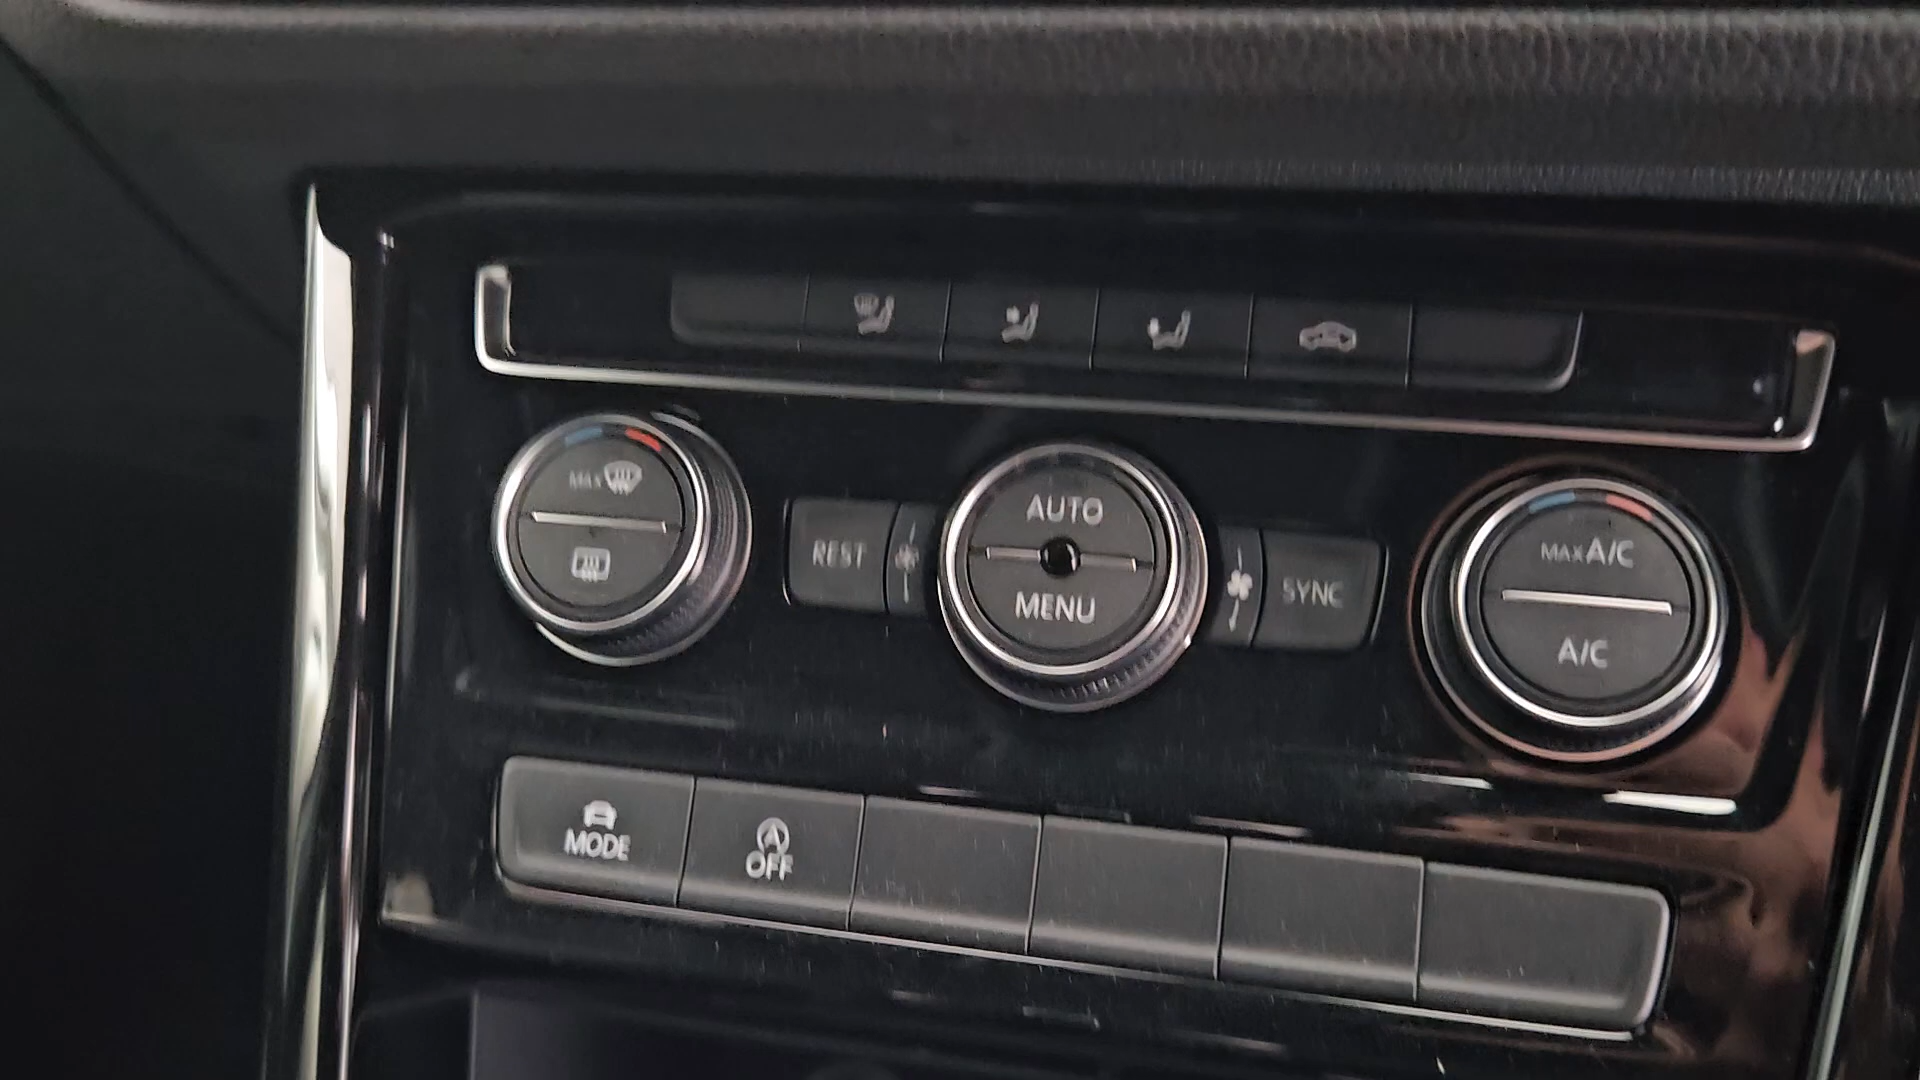 MAX
REST
AUTO
MENU
SYNC
MAX A/C
A/C
MODE
A
OFF